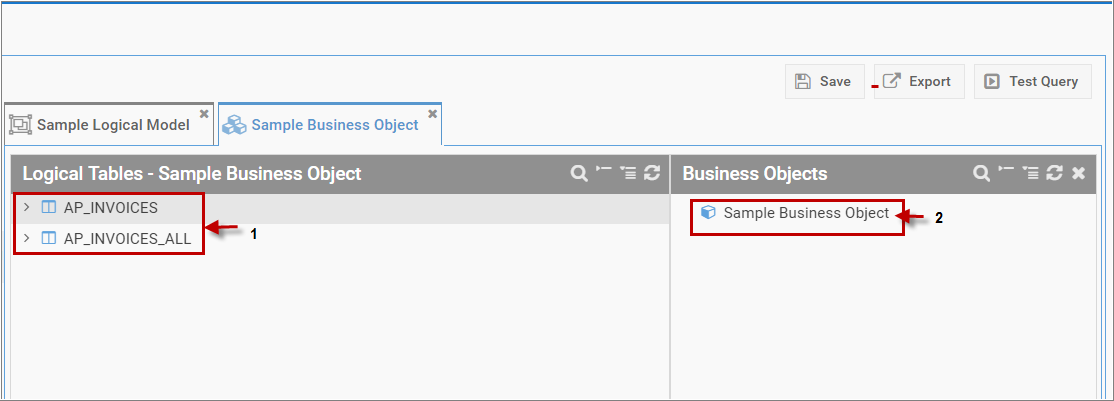 Save
Export
Test Query
Sample Logical Model
Sample Business Object
Logical Tables - Sample Business Object
Business Objects
AP_INVOICES
AP_INVOICES_ALL
1
Sample Business Object
2